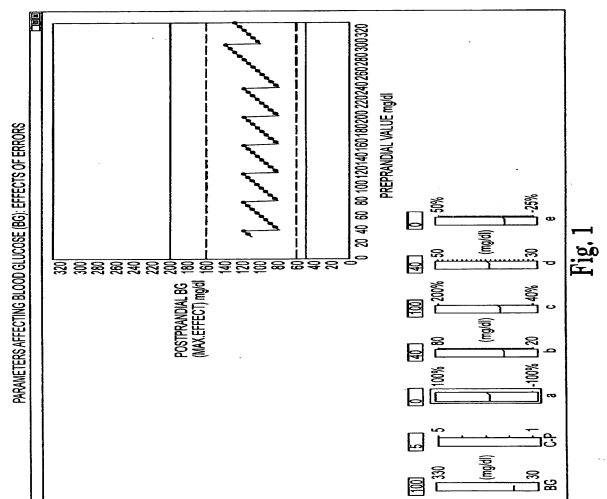 PARAMETERS AFFECTING BLOOD GLUCOSE (BG): EFFECTS OF ERRORS
320
300
280
260
240
220
200
180
160
140
120
100
80
60
40
20
0
POSTPRANDIAL BG
(MAX.EFFECT) mg/dl
0 20 40 60 80 100 120 140 160 180 200 220 240 260 280 300 320
PREPRANDIAL VALUE mg/dl
100 5 0 40 100 40 0
330 5 100% 80 200% 50 50%
(mg/dl) (mg/dl) (mg/dl) (mg/dl)
30 1 -100% 20 40% 30 -25%
BG C-P a b c d e
Fig. 1